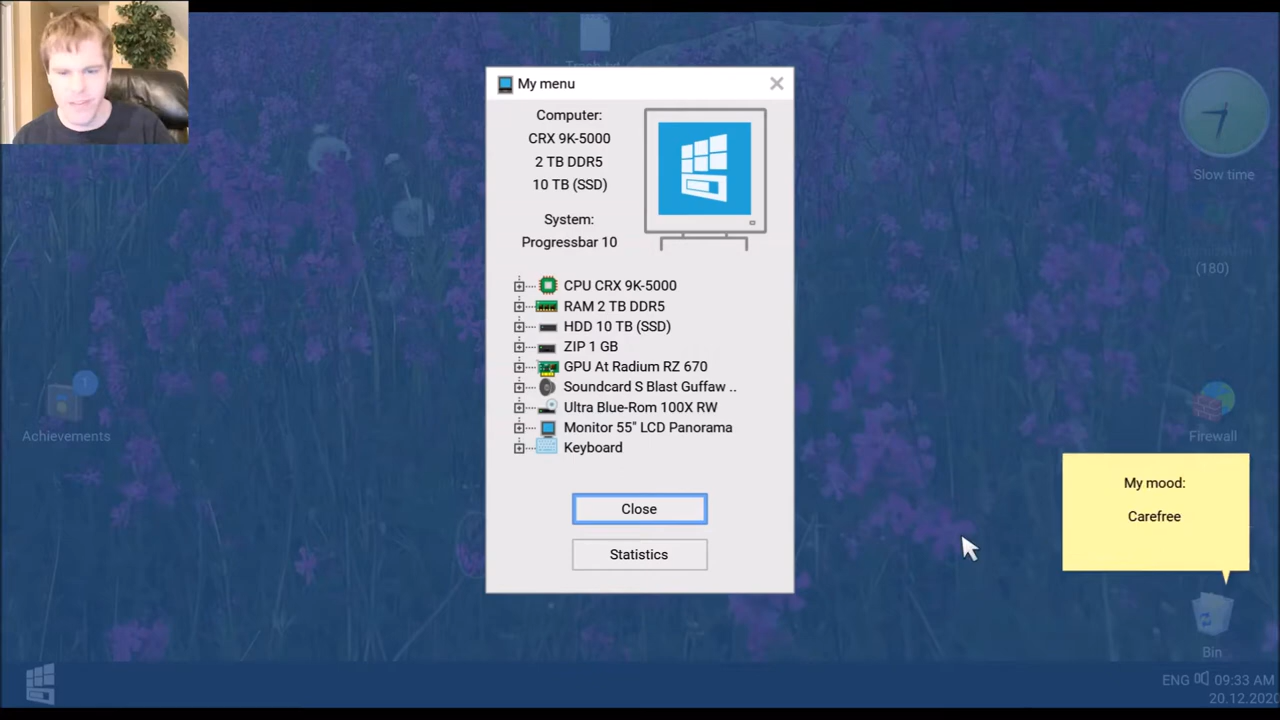 Trash.txt
My menu
Computer:
CRX 9K-5000
2 TB DDR5
10 TB (SSD)
System:
Progressbar 10
CPU CRX 9K-5000
RAM 2 TB DDR5
HDD 10 TB (SSD)
ZIP 1 GB
GPU At Radium RZ 670
Soundcard S Blast Guffaw ..
Ultra Blue-Rom 100X RW
Monitor 55" LCD Panorama
Keyboard
Close
Statistics
Slow time
(180)
1
Achievements
Firewall
My mood:
Carefree
Bin
ENG 09:33 AM
20.12.2020